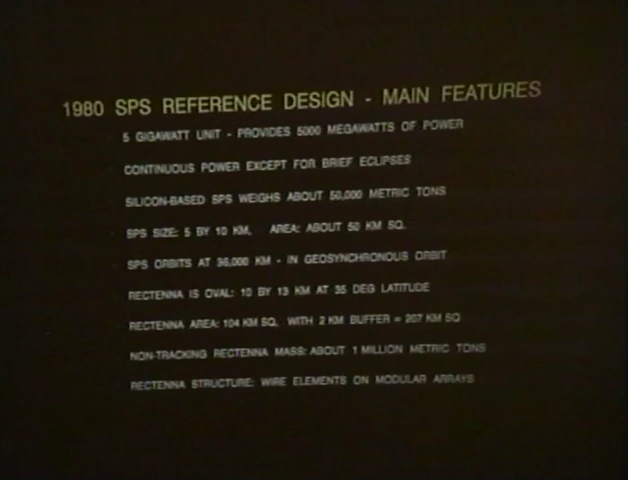 1980 SPS REFERENCE DESIGN - MAIN FEATURES
5 GIGAWATT UNIT - PROVIDES 5000 MEGAWATTS OF POWER
CONTINUOUS POWER EXCEPT FOR BRIEF ECLIPSES
SILICON-BASED SPS WEIGHS ABOUT 50,000 METRIC TONS
SPS SIZE: 5 BY 10 KM, AREA: ABOUT 50 KM SQ.
SPS ORBITS AT 36,000 KM - IN GEOSYNCHRONOUS ORBIT
RECTENNA IS OVAL: 10 BY 13 KM AT 35 DEG LATITUDE
RECTENNA AREA: 104 KM SQ, WITH 2 KM BUFFER = 207 KM SQ
NON-TRACKING RECTENNA MASS: ABOUT 1 MILLION METRIC TONS
RECTENNA STRUCTURE: WIRE ELEMENTS ON MODULAR ARRAYS